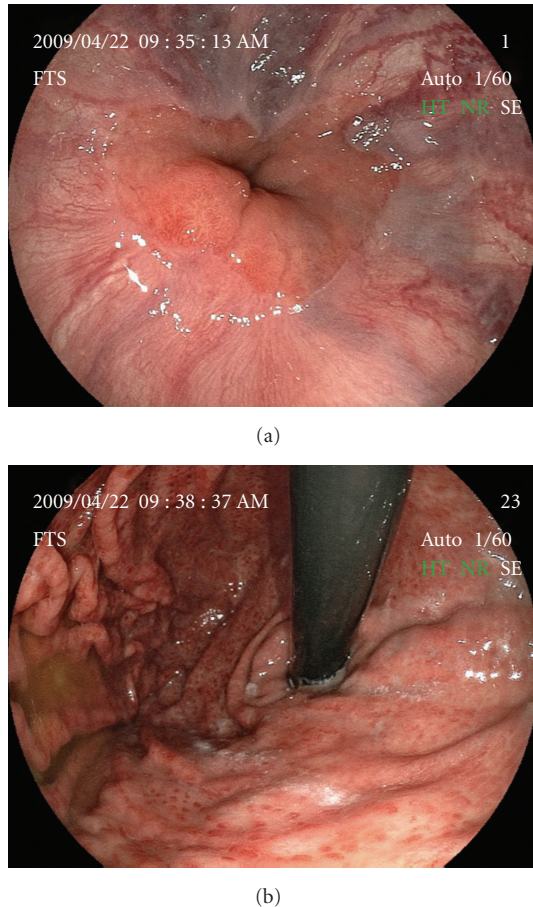 2009/04/22 09 : 35 : 13 AM 1
FTS Auto 1/60
HT NR SE
(a)
2009/04/22 09 : 38 : 37 AM 23
FTS Auto 1/60
HT NR SE
(b)